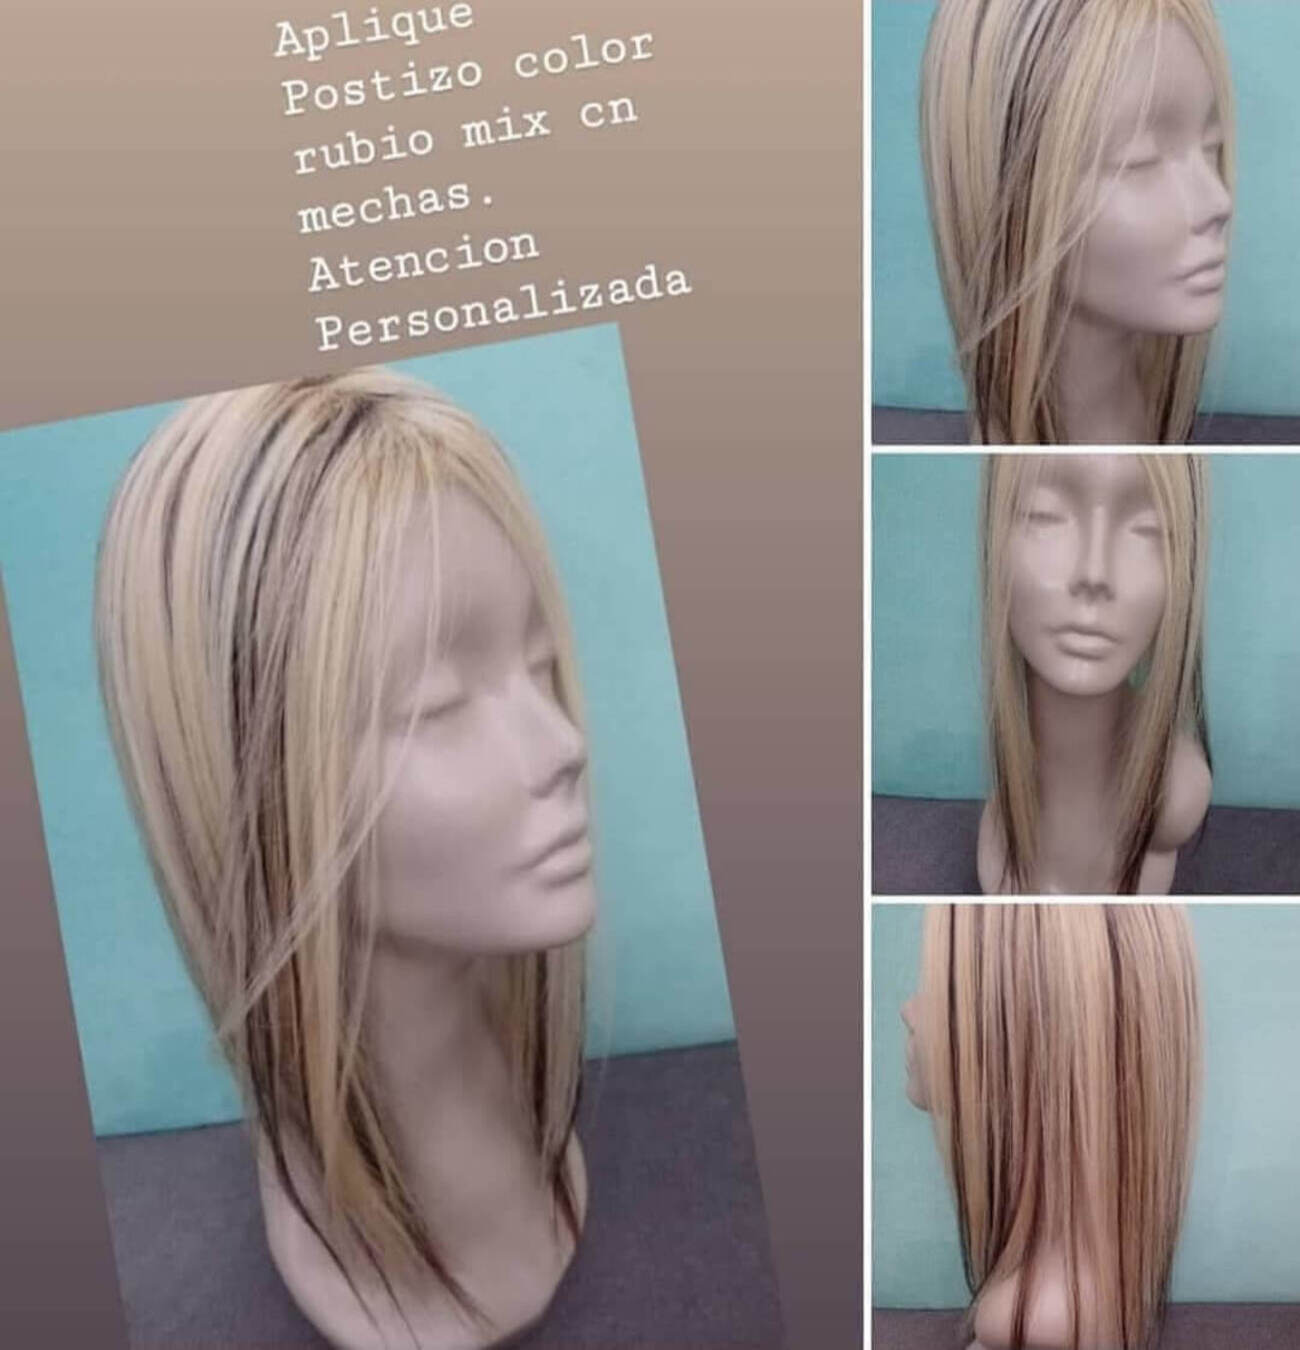 Aplique
Postizo color
rubio mix cn
mechas.
Atencion
Personalizada